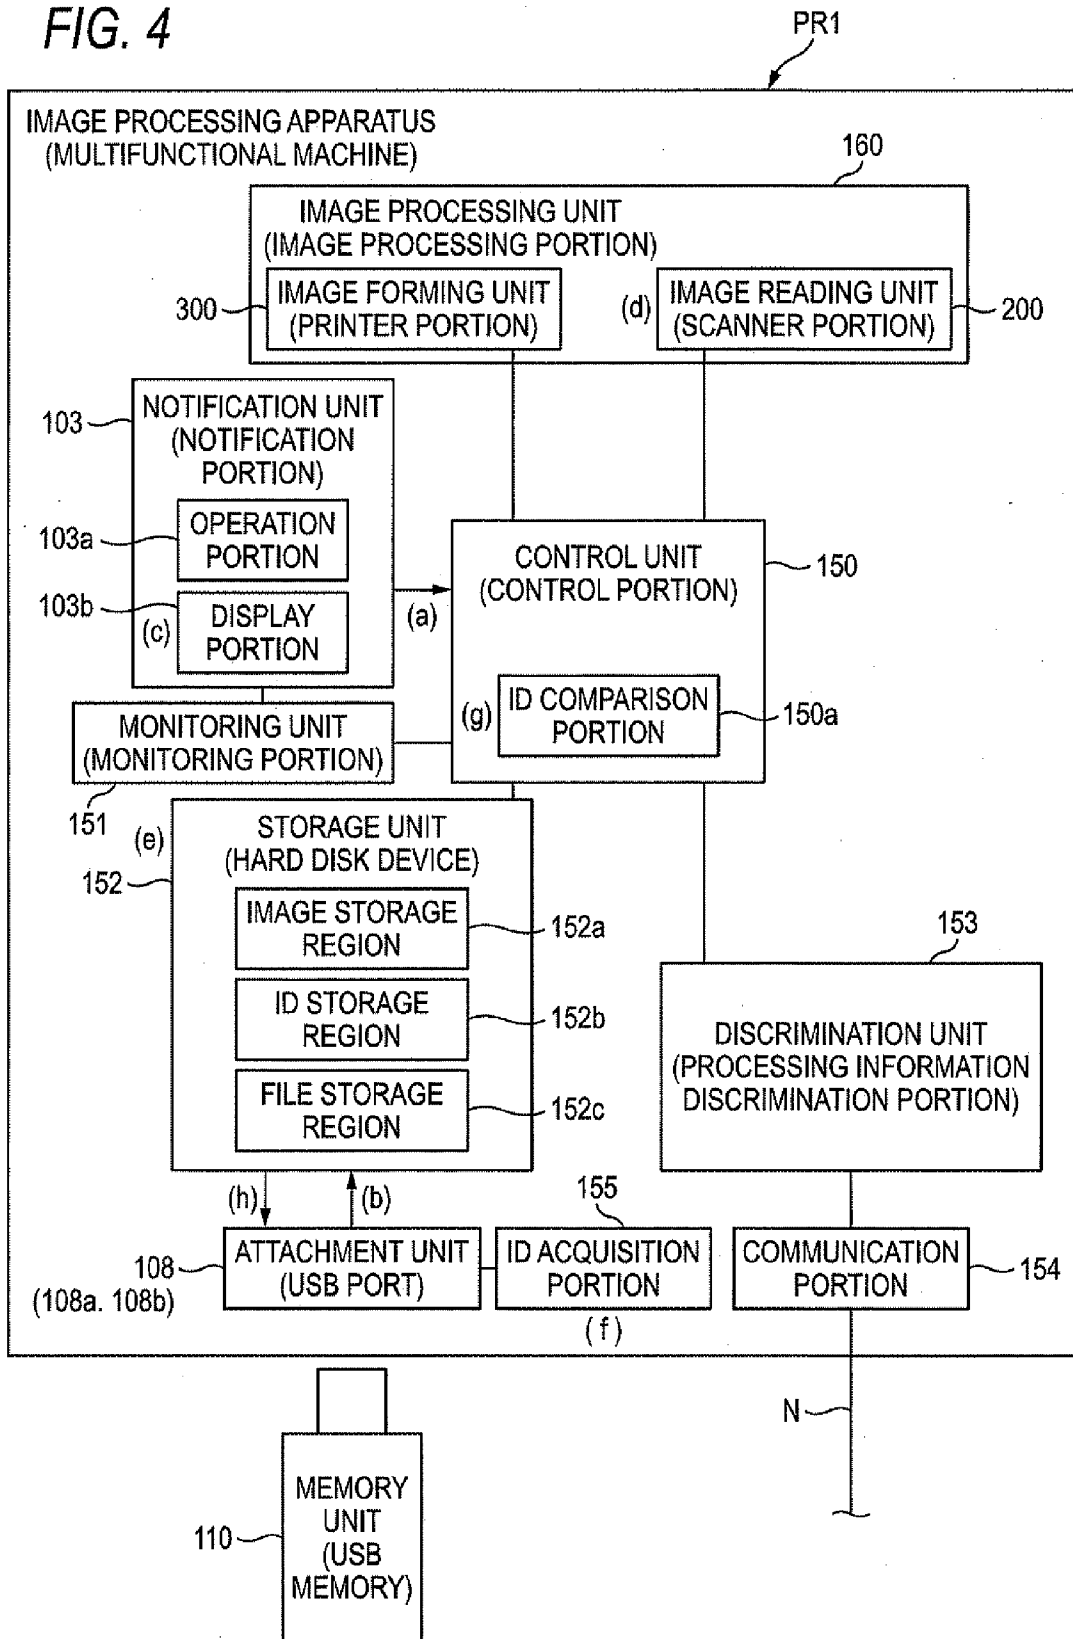 FIG. 4
PR1
IMAGE PROCESSING APPARATUS
(MULTIFUNCTIONAL MACHINE)
160
IMAGE PROCESSING UNIT
(IMAGE PROCESSING PORTION)
300
IMAGE FORMING UNIT
(PRINTER PORTION)
(d)
IMAGE READING UNIT
(SCANNER PORTION)
200
103
NOTIFICATION UNIT
(NOTIFICATION
PORTION)
103a
OPERATION
PORTION
103b
(c)
DISPLAY
PORTION
(a)
CONTROL UNIT
(CONTROL PORTION)
150
(g)
ID COMPARISON
PORTION
150a
MONITORING UNIT
(MONITORING PORTION)
151
(e)
152
STORAGE UNIT
(HARD DISK DEVICE)
IMAGE STORAGE
REGION
152a
ID STORAGE
REGION
152b
FILE STORAGE
REGION
152c
153
DISCRIMINATION UNIT
(PROCESSING INFORMATION
DISCRIMINATION PORTION)
(h)
(b)
155
108
(108a. 108b)
ATTACHMENT UNIT
(USB PORT)
ID ACQUISITION
PORTION
(f)
COMMUNICATION
PORTION
154
N
110
MEMORY
UNIT
(USB
MEMORY)